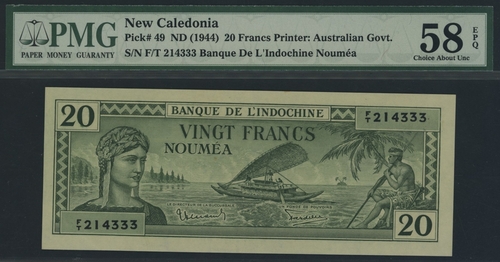 PMG
PAPER MONEY GUARANTY
New Caledonia
Pick# 49 ND (1944) 20 Francs Printer: Australian Govt.
S/N F/T 214333 Banque De L'Indochine Nouméa
58 EPQ
Choice About Unc
20
BANQUE DE L'INDOCHINE
F/T 214333
VINGT FRANCS
NOUMÉA
F/T 214333
20